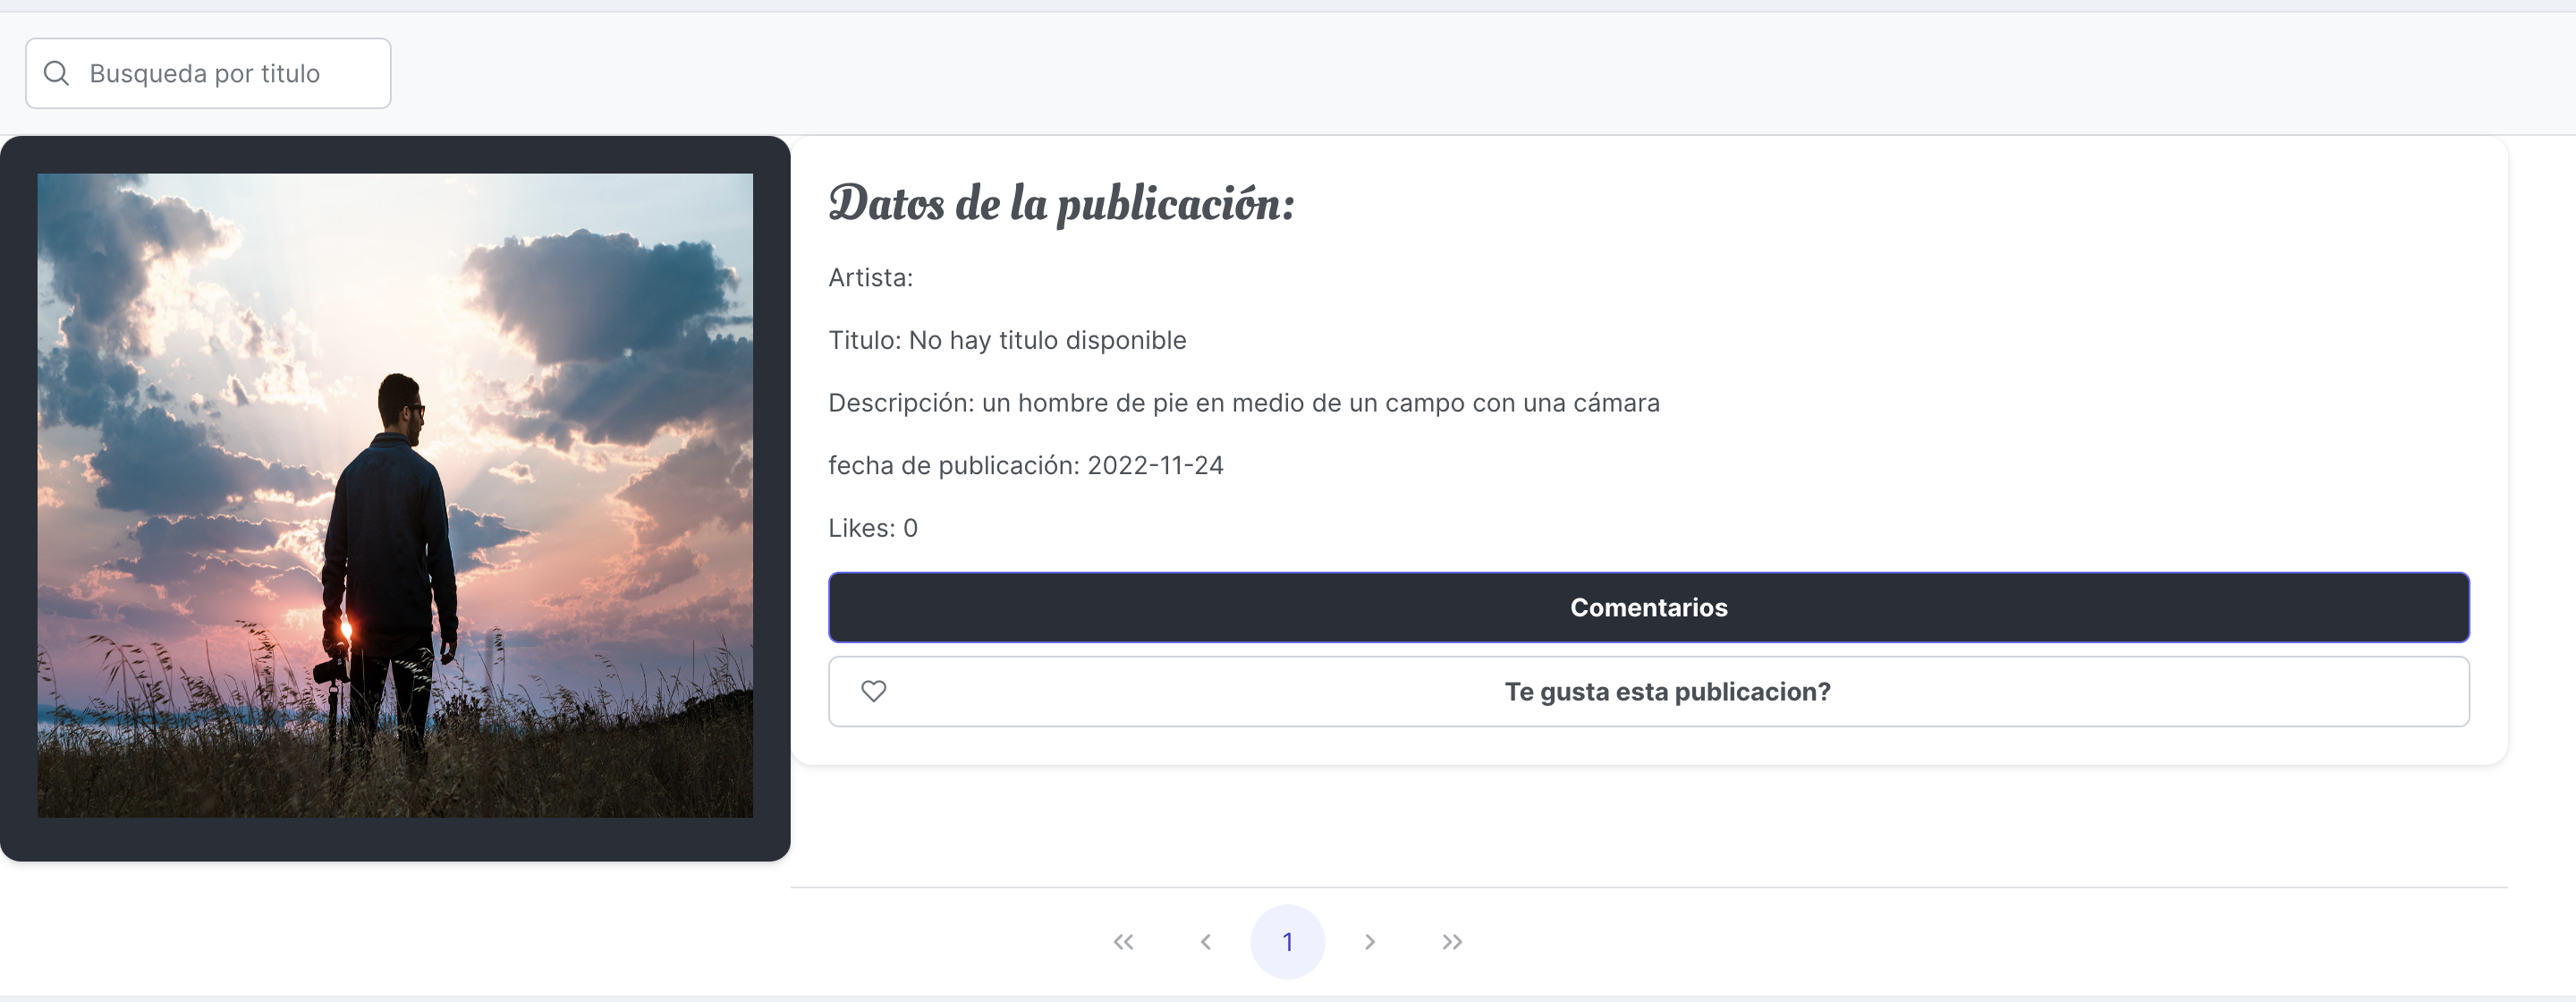 Busqueda por titulo
Datos de la publicación:
Artista:
Titulo: No hay titulo disponible
Descripción: un hombre de pie en medio de un campo con una cámara
fecha de publicación: 2022-11-24
Likes: 0
Comentarios
Te gusta esta publicacion?
1